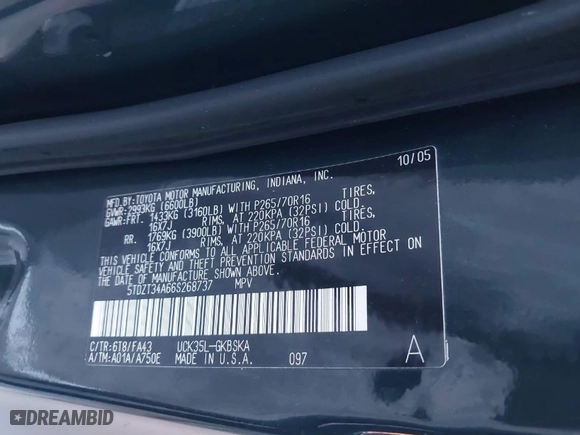 10/05
MFD. BY: TOYOTA MOTOR MANUFACTURING, INDIANA, INC.
GVWR: 2993KG (6600LB)
GAWR: FRT. 1433KG (3160LB) WITH P265/70R16 TIRES,
16X7J RIMS, AT 220KPA (32PSI) COLD.
RR. 1769KG (3900LB) WITH P265/70R16 TIRES,
16X7J RIMS, AT 220KPA (32PSI) COLD.
THIS VEHICLE CONFORMS TO ALL APPLICABLE FEDERAL MOTOR
VEHICLE SAFETY AND THEFT PREVENTION STANDARDS IN EFFECT
ON THE DATE OF MANUFACTURE SHOWN ABOVE.
5TDZT34A66S268737 MPV
C/TR: 6T8/FA43 UCK35L-GKBSKA
A/TM: A01A/A750E MADE IN U.S.A. 097 A
DREAMBID